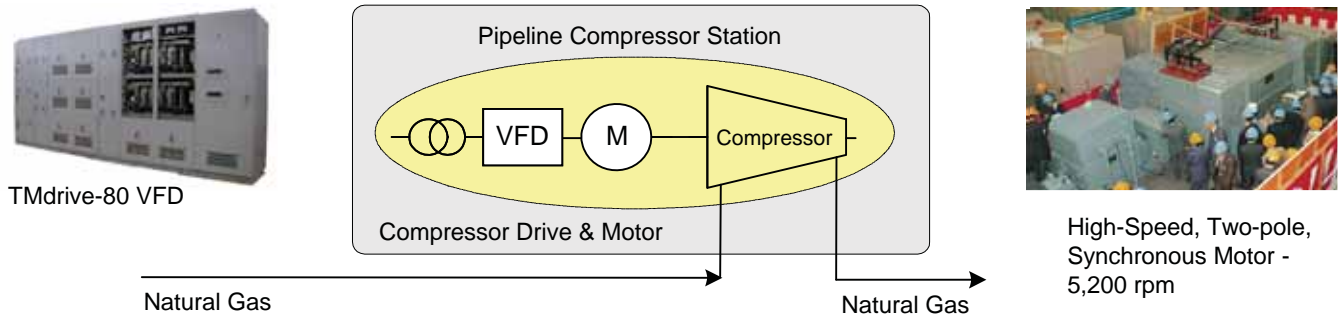 Pipeline Compressor Station
VFD
M
Compressor
TMdrive-80 VFD
Compressor Drive & Motor
High-Speed, Two-pole,
Synchronous Motor -
5,200 rpm
Natural Gas
Natural Gas